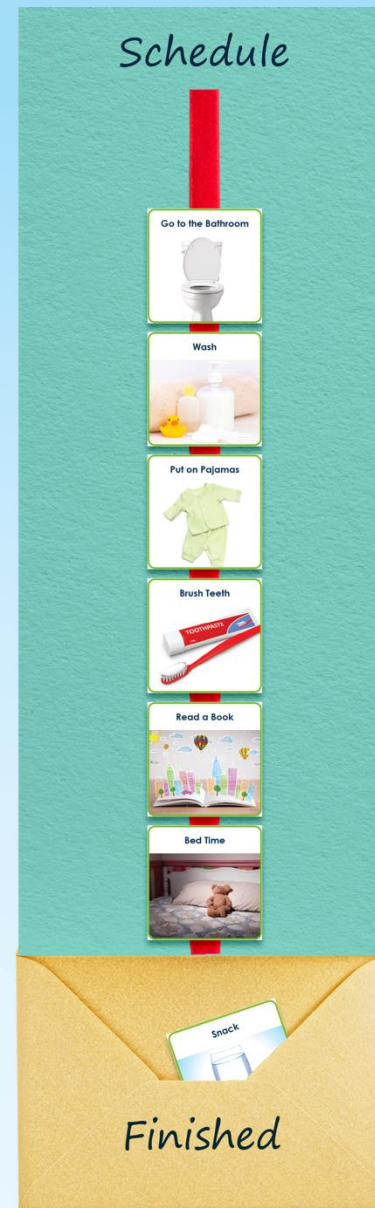 Schedule
Go to the Bathroom
Wash
Put on Pajamas
Brush Teeth
TOOTHPASTE
Read a Book
Bed Time
Snack
Finished